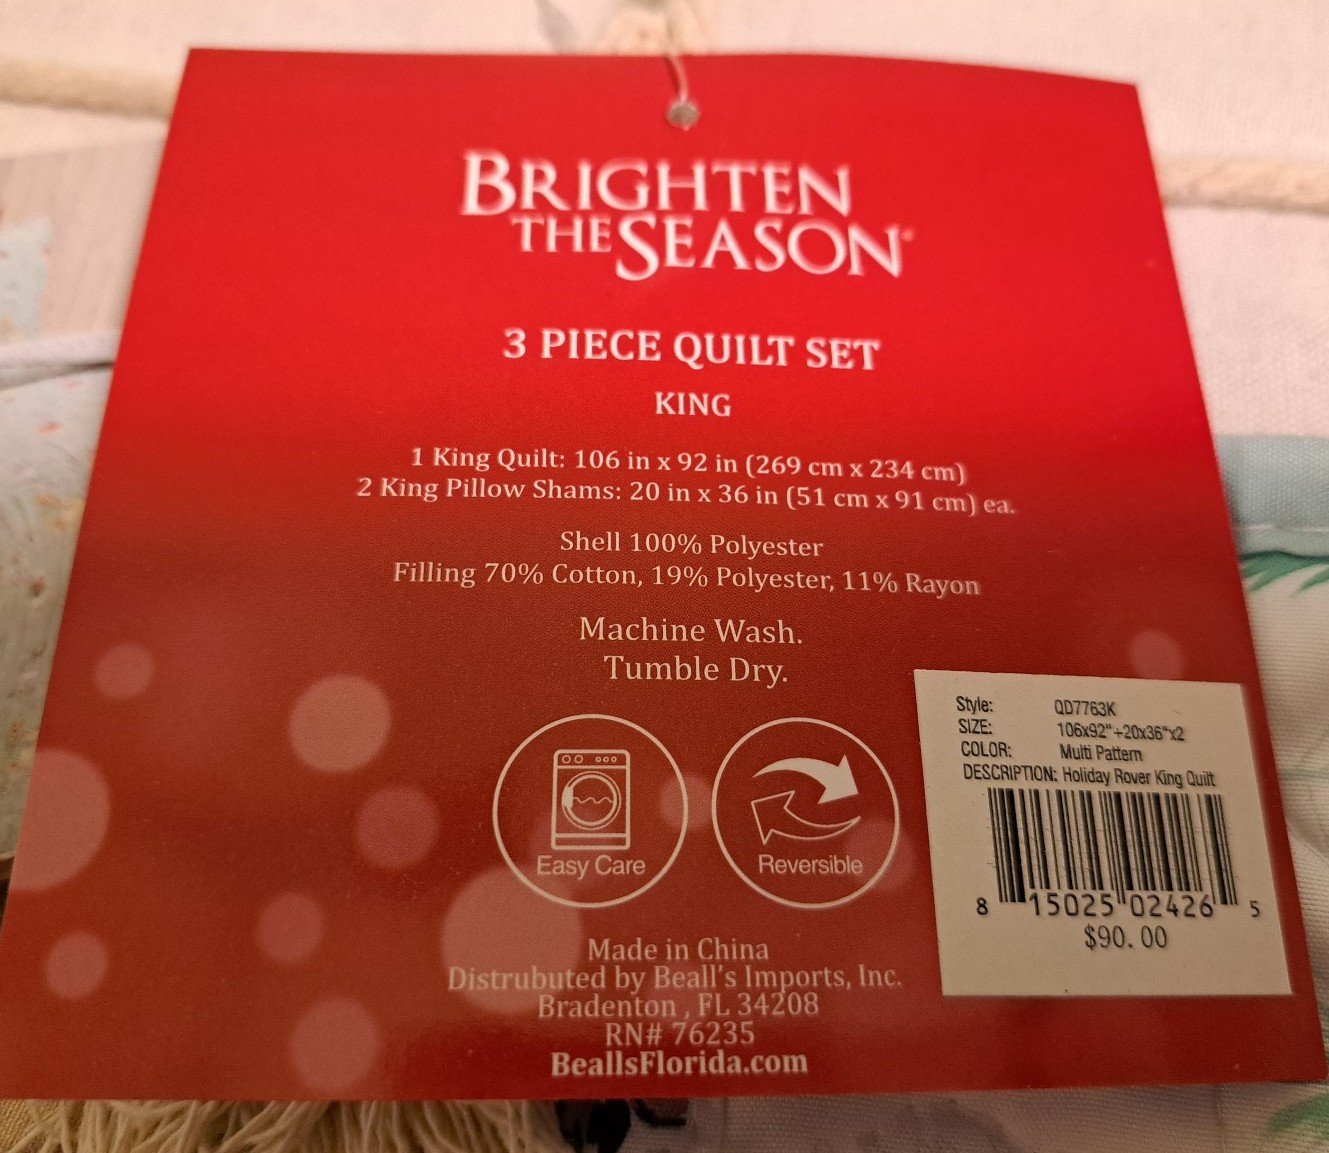 BRIGHTEN
THE SEASON®
3 PIECE QUILT SET
KING
1 King Quilt: 106 in x 92 in (269 cm x 234 cm)
2 King Pillow Shams: 20 in x 36 in (51 cm x 91 cm) ea.
Shell 100% Polyester
Filling 70% Cotton, 19% Polyester, 11% Rayon
Machine Wash.
Tumble Dry.
Easy Care
Reversible
Made in China
Distrubuted by Beall's Imports, Inc.
Bradenton , FL 34208
RN# 76235
BeallsFlorida.com
Style: QD7763K
SIZE: 106x92"+20x36"x2
COLOR: Multi Pattern
DESCRIPTION: Holiday Rover King Quilt
8 15025 02426 5
$90.00